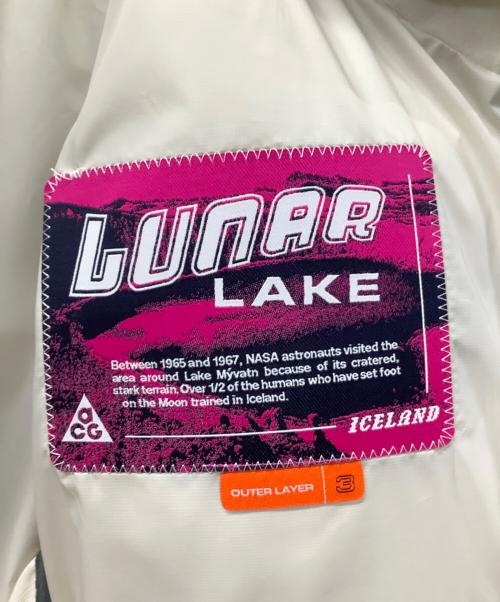 LUNAR
LAKE
Between 1965 and 1967, NASA astronauts visited the
area around Lake Mývatn because of its cratered,
stark terrain. Over 1/2 of the humans who have set foot
on the Moon trained in Iceland.
aCG
ICELAND
OUTER LAYER 3